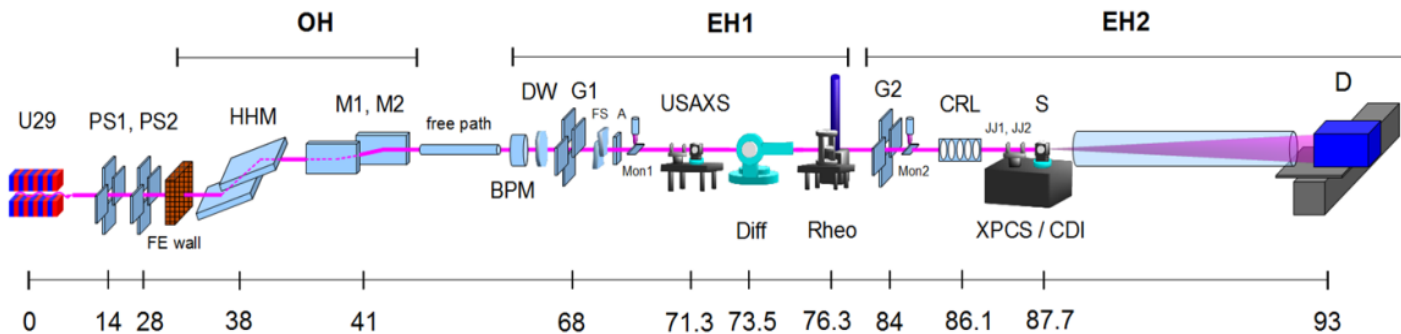 OH
EH1
EH2
U29
PS1, PS2
HHM
M1, M2
free path
DW
G1
FS
A
USAXS
G2
CRL
JJ1, JJ2
S
D
Mon1
Mon2
BPM
FE wall
Diff
Rheo
XPCS / CDI
0 14 28 38 41 68 71.3 73.5 76.3 84 86.1 87.7 93